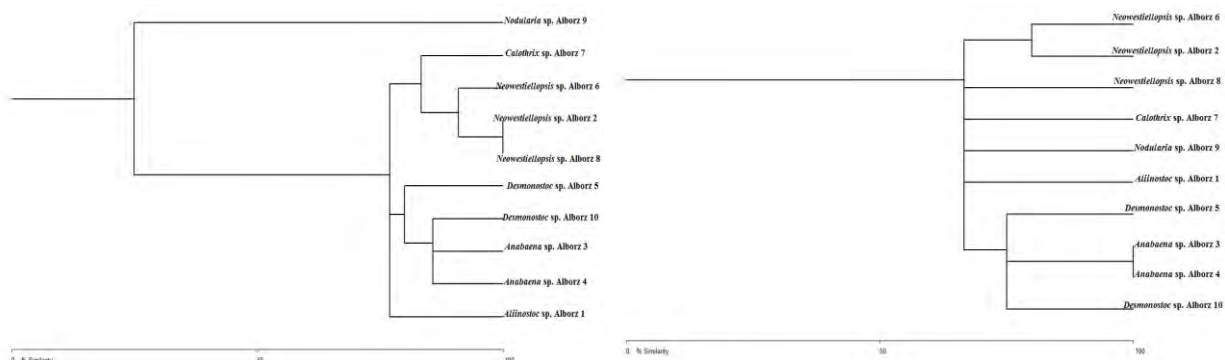 Nodularia sp. Alborz 9
Calothrix sp. Alborz 7
Neowestiellopsis sp. Alborz 6
Neowestiellopsis sp. Alborz 2
Neowestiellopsis sp. Alborz 8
Desmonostoc sp. Alborz 5
Desmonostoc sp. Alborz 10
Anabaena sp. Alborz 3
Anabaena sp. Alborz 4
Aliinostoc sp. Alborz 1
0 % Similarity 50 100
Neowestiellopsis sp. Alborz 6
Neowestiellopsis sp. Alborz 2
Neowestiellopsis sp. Alborz 8
Calothrix sp. Alborz 7
Nodularia sp. Alborz 9
Aliinostoc sp. Alborz 1
Desmonostoc sp. Alborz 5
Anabaena sp. Alborz 3
Anabaena sp. Alborz 4
Desmonostoc sp. Alborz 10
0 % Similarity 50 100